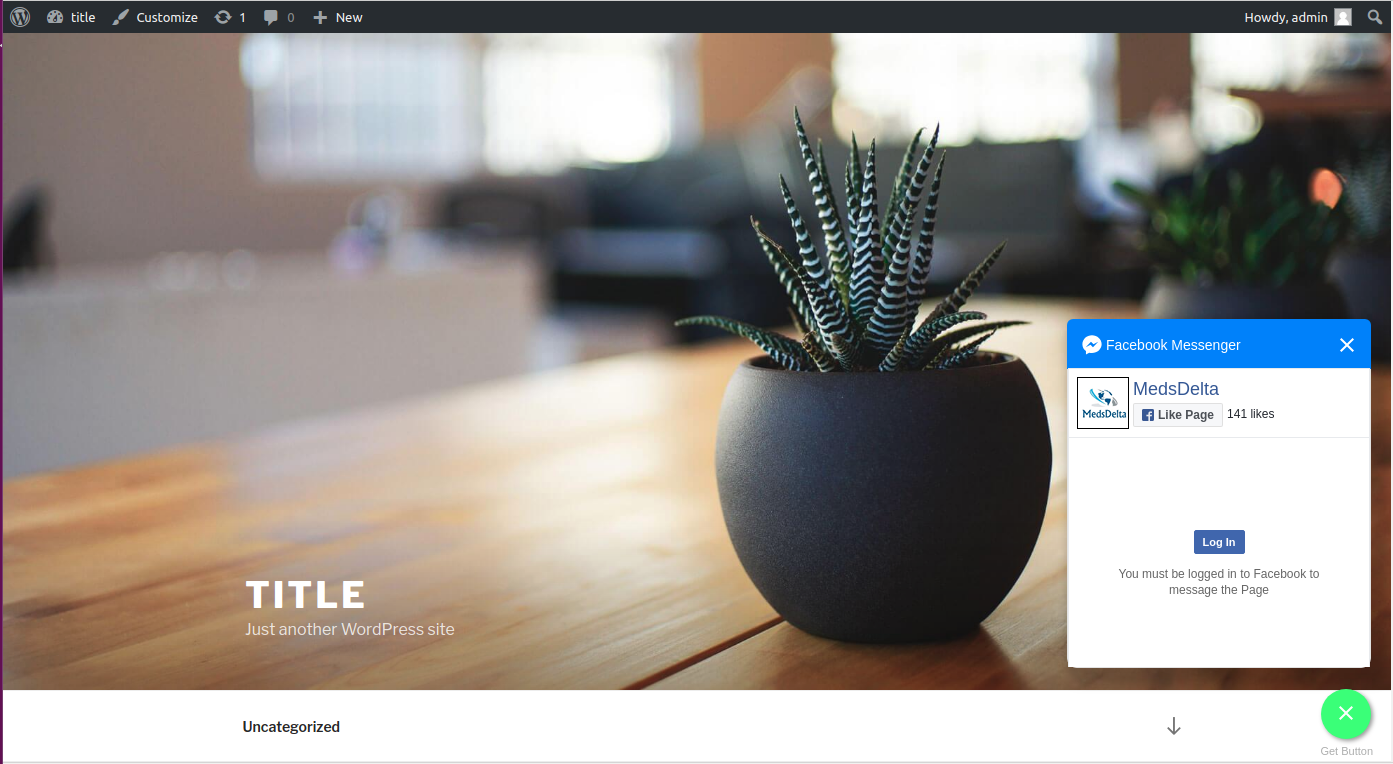 title Customize 1 0 New Howdy, admin
Facebook Messenger
MedsDelta
MedsDelta
Like Page 141 likes
Log In
You must be logged in to Facebook to
message the Page
TITLE
Just another WordPress site
Uncategorized
Get Button